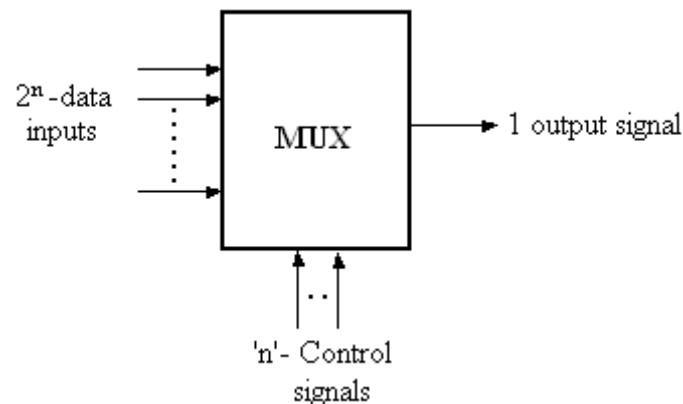 2ⁿ -data
inputs
MUX
1 output signal
'n'- Control
signals